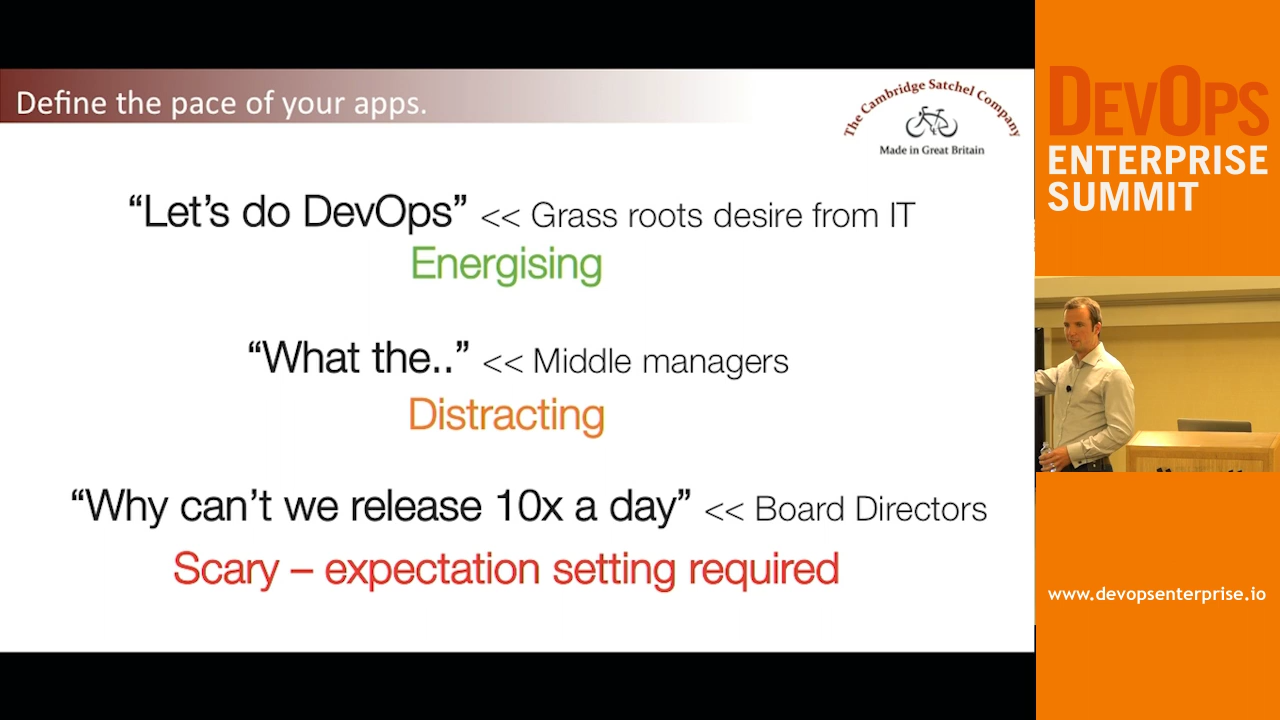 Define the pace of your apps.
The Cambridge Satchel Company
Made in Great Britain
“Let’s do DevOps” << Grass roots desire from IT
Energising
“What the..” << Middle managers
Distracting
“Why can’t we release 10x a day” << Board Directors
Scary – expectation setting required
DEVOPS
ENTERPRISE
SUMMIT
www.devopsenterprise.io